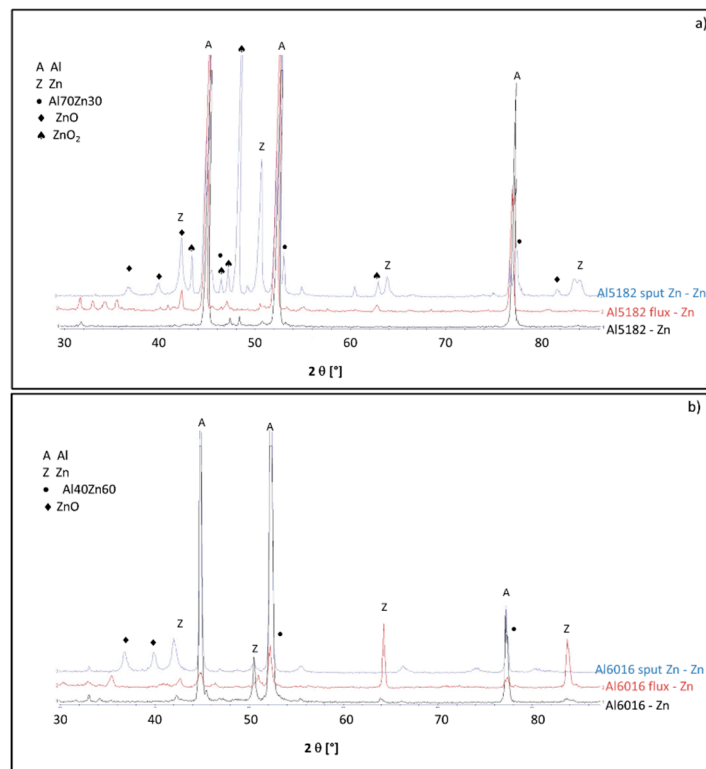 a)
A
A
♠
A Al
Z Zn
● Al70Zn30
♦ ZnO
♠ ZnO₂
A
Z
Z
♦
♠
●
♠
♠
●
●
♦
♦
♠
Z
♦
Z
Al5182 sput Zn - Zn
Al5182 flux - Zn
Al5182 - Zn
30 40 50 60 70 80
2 θ [°]
b)
A
A
A Al
Z Zn
● Al40Zn60
♦ ZnO
A
Z
♦
♦
Z
Z
●
●
Z
Al6016 sput Zn - Zn
Al6016 flux - Zn
Al6016 - Zn
30 40 50 60 70 80
2 θ [°]